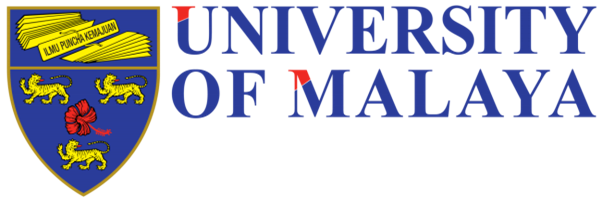 ILMU PUNCHA KEMAJUAN
UNIVERSITY
OF MALAYA